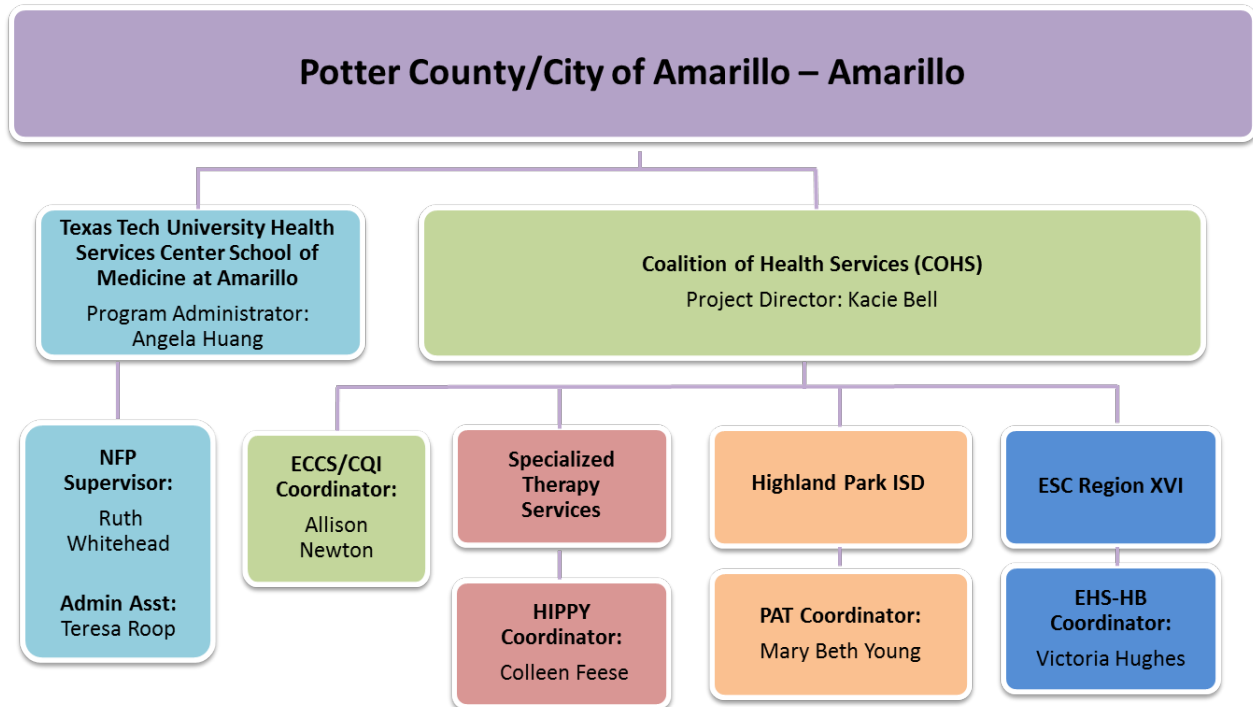 Potter County/City of Amarillo – Amarillo
Texas Tech University Health
Services Center School of
Medicine at Amarillo
Program Administrator:
Angela Huang
Coalition of Health Services (COHS)
Project Director: Kacie Bell
NFP
Supervisor:
Ruth
Whitehead
Admin Asst:
Teresa Roop
ECCS/CQI
Coordinator:
Allison
Newton
Specialized
Therapy
Services
HIPPY
Coordinator:
Colleen Feese
Highland Park ISD
PAT Coordinator:
Mary Beth Young
ESC Region XVI
EHS-HB
Coordinator:
Victoria Hughes